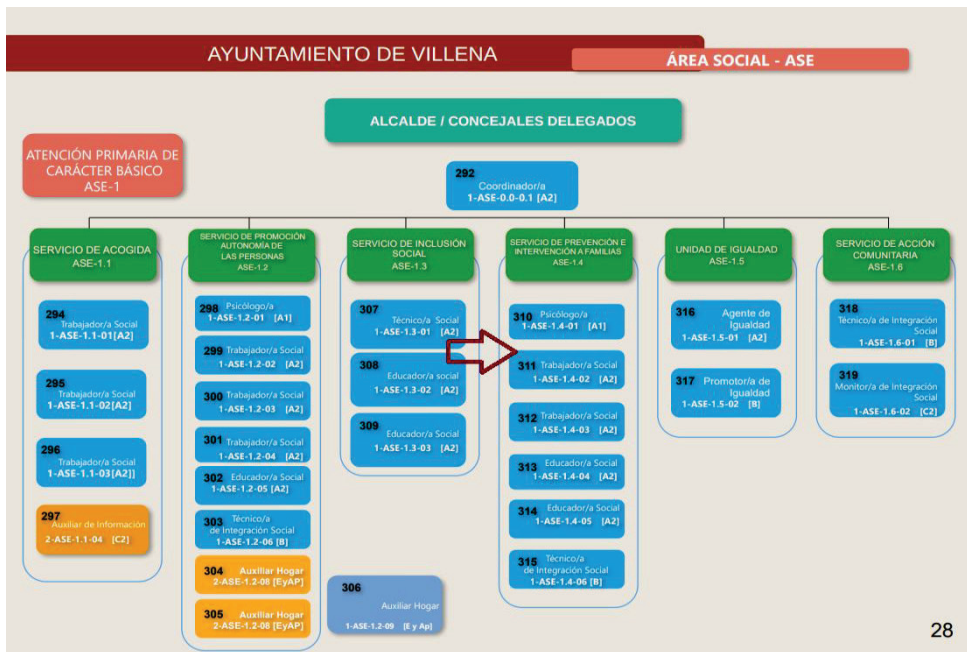 AYUNTAMIENTO DE VILLENA
ÁREA SOCIAL - ASE
ALCALDE / CONCEJALES DELEGADOS
ATENCIÓN PRIMARIA DE
CARÁCTER BÁSICO
ASE-1
292
Coordinador/a
1-ASE-0.0-0.1 [A2]
SERVICIO DE ACOGIDA
ASE-1.1
294
Trabajador/a Social
1-ASE-1.1-01[A2]
295
Trabajador/a Social
1-ASE-1.1-02[A2]
296
Trabajador/a Social
1-ASE-1.1-03[A2]]
297
Auxiliar de Información
2-ASE-1.1-04 [C2]
SERVICIO DE PROMOCIÓN
AUTONOMÍA DE
LAS PERSONAS
ASE-1.2
298 Psicólogo/a
1-ASE-1.2-01 [A1]
299 Trabajador/a Social
1-ASE-1.2-02 [A2]
300 Trabajador/a Social
1-ASE-1.2-03 [A2]
301 Trabajador/a Social
1-ASE-1.2-04 [A2]
302 Educador/a Social
1-ASE-1.2-05 [A2]
303 Técnico/a
de Integración Social
1-ASE-1.2-06 [B]
304 Auxiliar Hogar
2-ASE-1.2-08 [EyAP]
305 Auxiliar Hogar
2-ASE-1.2-08 [EyAP]
306
Auxiliar Hogar
1-ASE-1.2-09 [E y Ap]
SERVICIO DE INCLUSIÓN
SOCIAL
ASE-1.3
307
Técnico/a Social
1-ASE-1.3-01 [A2]
308
Educador/a social
1-ASE-1.3-02 [A2]
309
Educador/a Social
1-ASE-1.3-03 [A2]
SERVICIO DE PREVENCIÓN E
INTERVENCIÓN A FAMILIAS
ASE-1.4
310 Psicólogo/a
1-ASE-1.4-01 [A1]
311 Trabajador/a Social
1-ASE-1.4-02 [A2]
312 Trabajador/a Social
1-ASE-1.4-03 [A2]
313 Educador/a Social
1-ASE-1.4-04 [A2]
314 Educador/a Social
1-ASE-1.4-05 [A2]
315 Técnico/a
de Integración Social
1-ASE-1.4-06 [B]
UNIDAD DE IGUALDAD
ASE-1.5
316 Agente de
Igualdad
1-ASE-1.5-01 [A2]
317 Promotor/a de
Igualdad
1-ASE-1.5-02 [B]
SERVICIO DE ACCIÓN
COMUNITARIA
ASE-1.6
318
Técnico/a de Integración
Social
1-ASE-1.6-01 [B]
319
Monitor/a de Integración
Social
1-ASE-1.6-02 [C2]
28